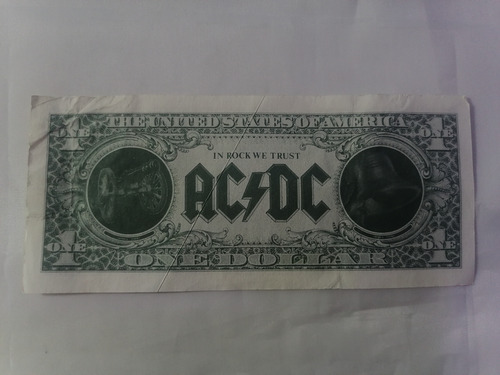 THE UNITED STATES OF AMERICA
1 ONE
ONE 1
IN ROCK WE TRUST
AC⚡DC
ONE 1
1 ONE
ONE DOLLAR